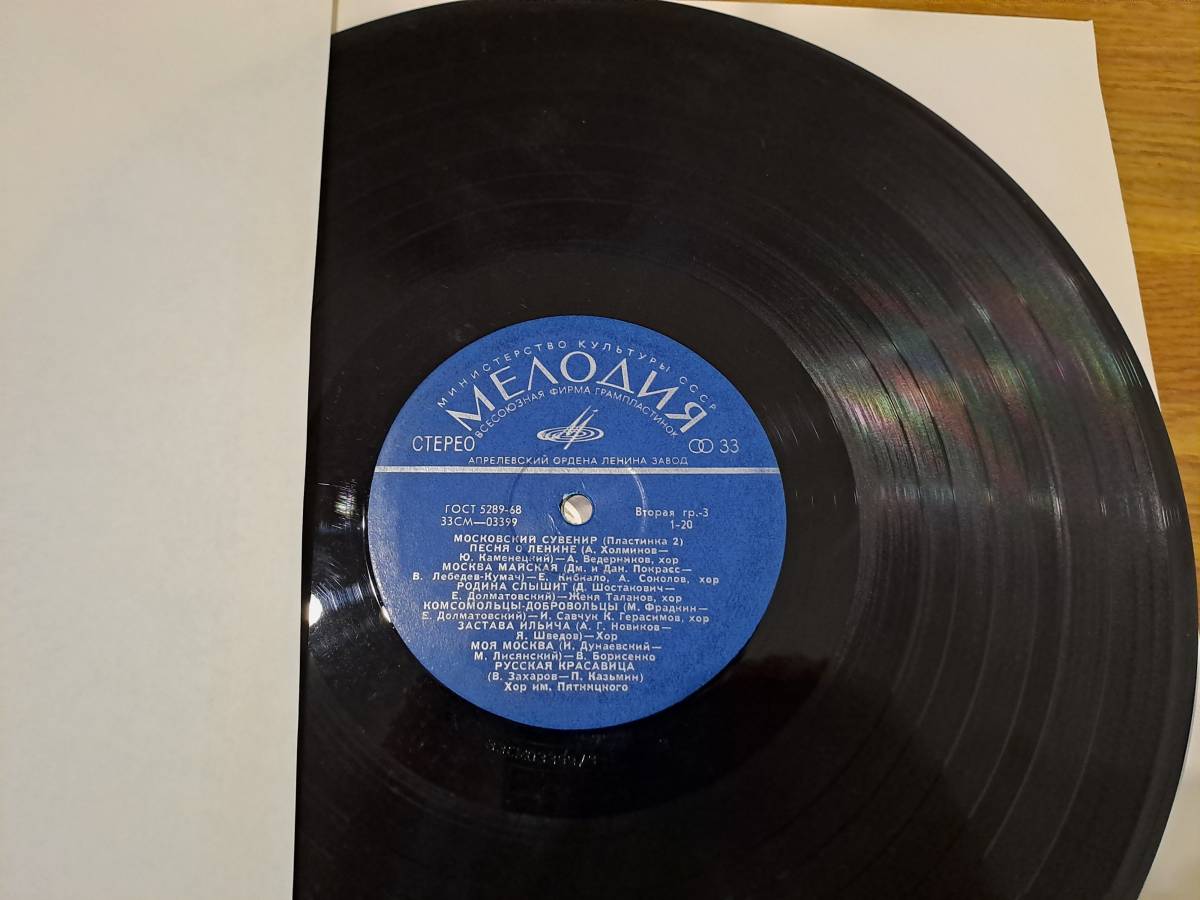 МИНИСТЕРСТВО КУЛЬТУРЫ СССР
МЕЛОДИЯ
ВСЕСОЮЗНАЯ ФИРМА ГРАМПЛАСТИНОК
СТЕРЕО
33
АПРЕЛЕВСКИЙ ОРДЕНА ЛЕНИНА ЗАВОД
ГОСТ 5289-68
Вторая гр.-3
33СМ—03399
1-20
МОСКОВСКИЙ СУВЕНИР (Пластинка 2)
ПЕСНЯ О ЛЕНИНЕ (А. Холминов—
Ю. Каменецкий)—А. Ведерников, хор
МОСКВА МАЙСКАЯ (Дм. и Дан. Покрасс—
В. Лебедев-Кумач)—Е. Кибкало, А. Соколов, хор
РОДИНА СЛЫШИТ (Д. Шостакович—
Е. Долматовский)—Женя Таланов, хор
КОМСОМОЛЬЦЫ-ДОБРОВОЛЬЦЫ (М. Фрадкин—
Е. Долматовский)—И. Савчук К. Герасимов, хор
ЗАСТАВА ИЛЬИЧА (А. Г. Новиков—
Я. Шведов)—Хор
МОЯ МОСКВА (И. Дунаевский—
М. Лисянский)—В. Борисенко
РУССКАЯ КРАСАВИЦА
(В. Захаров—П. Казьмин)
Хор им. Пятницкого